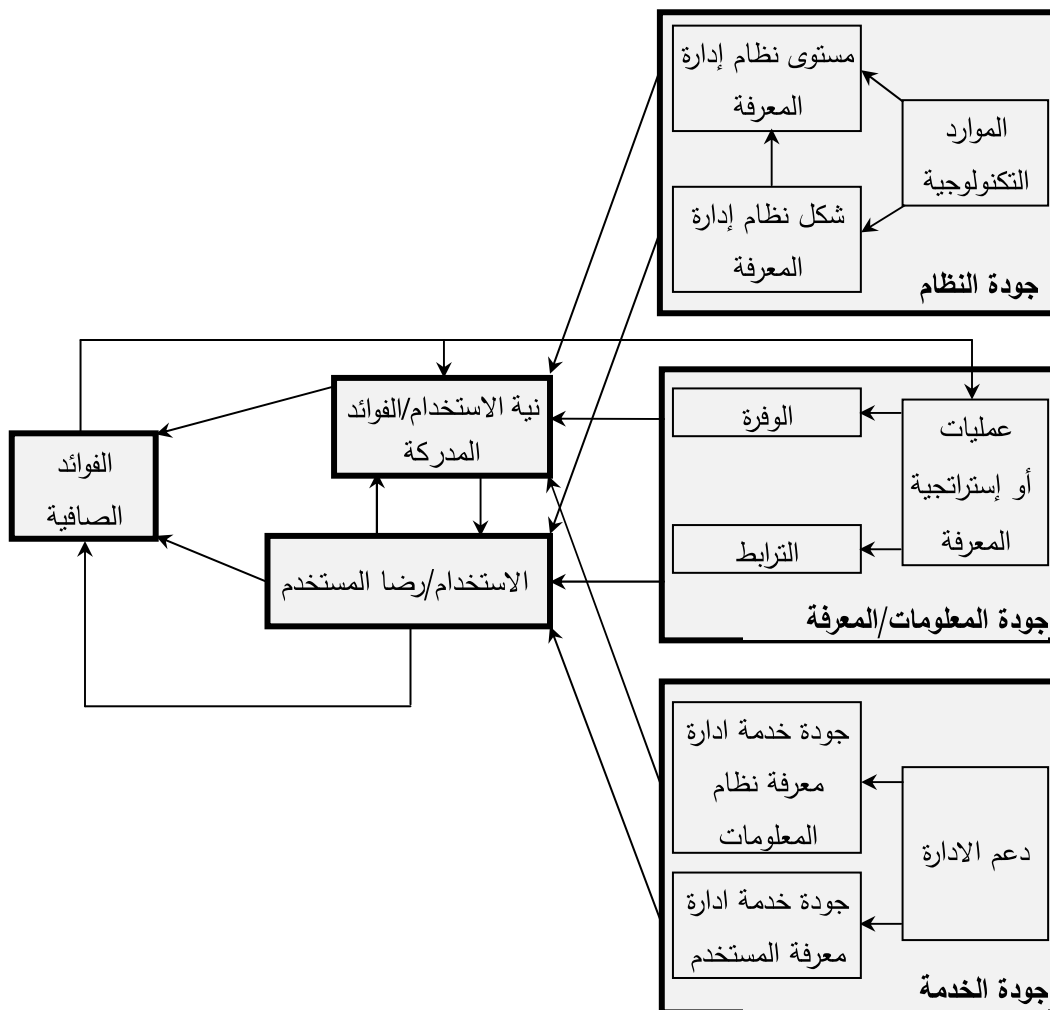 مستوى نظام إدارة
المعرفة
الموارد
التكنولوجية
شكل نظام إدارة
المعرفة
جودة النظام
نية الاستخدام/الفوائد
المدركة
الوفرة
عمليات
أو إستراتجية
المعرفة
الفوائد
الصافية
الترابط
الاستخدام/رضا المستخدم
جودة المعلومات/المعرفة
جودة خدمة ادارة
معرفة نظام
المعلومات
دعم الادارة
جودة خدمة ادارة
معرفة المستخدم
جودة الخدمة